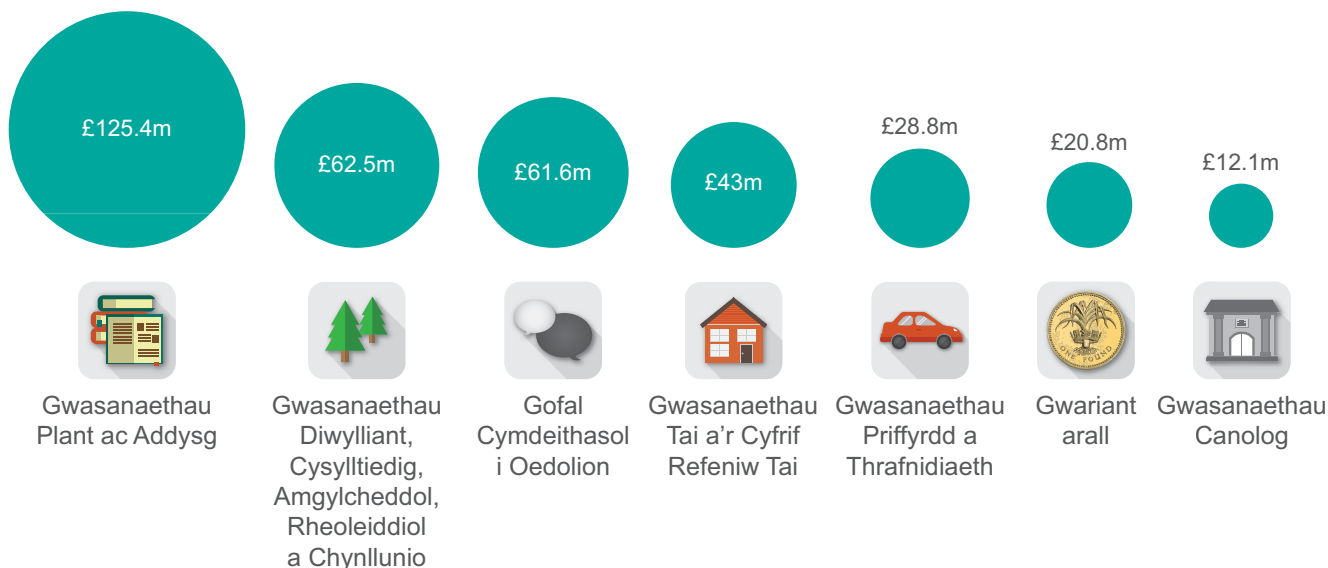 £125.4m
£62.5m
£61.6m
£43m
£28.8m
£20.8m
£12.1m
Gwasanaethau
Plant ac Addysg
Gwasanaethau
Diwylliant,
Cysylltiedig,
Amgylcheddol,
Rheoleiddiol
a Chynllunio
Gofal
Cymdeithasol
i Oedolion
Gwasanaethau
Tai a’r Cyfrif
Refeniw Tai
Gwasanaethau
Priffyrdd a
Thrafnidiaeth
ONE POUND
Gwariant
arall
Gwasanaethau
Canolog